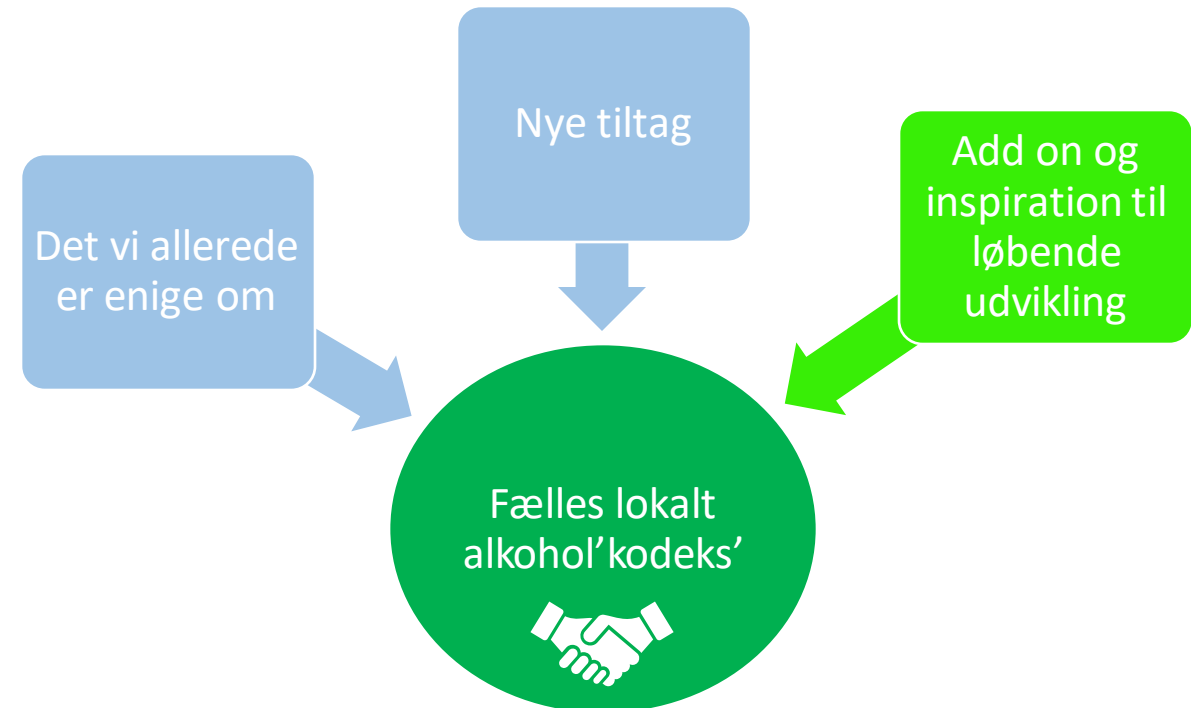 Det vi allerede
er enige om
Nye tiltag
Add on og
inspiration til
løbende
udvikling
Fælles lokalt
alkohol’kodeks’